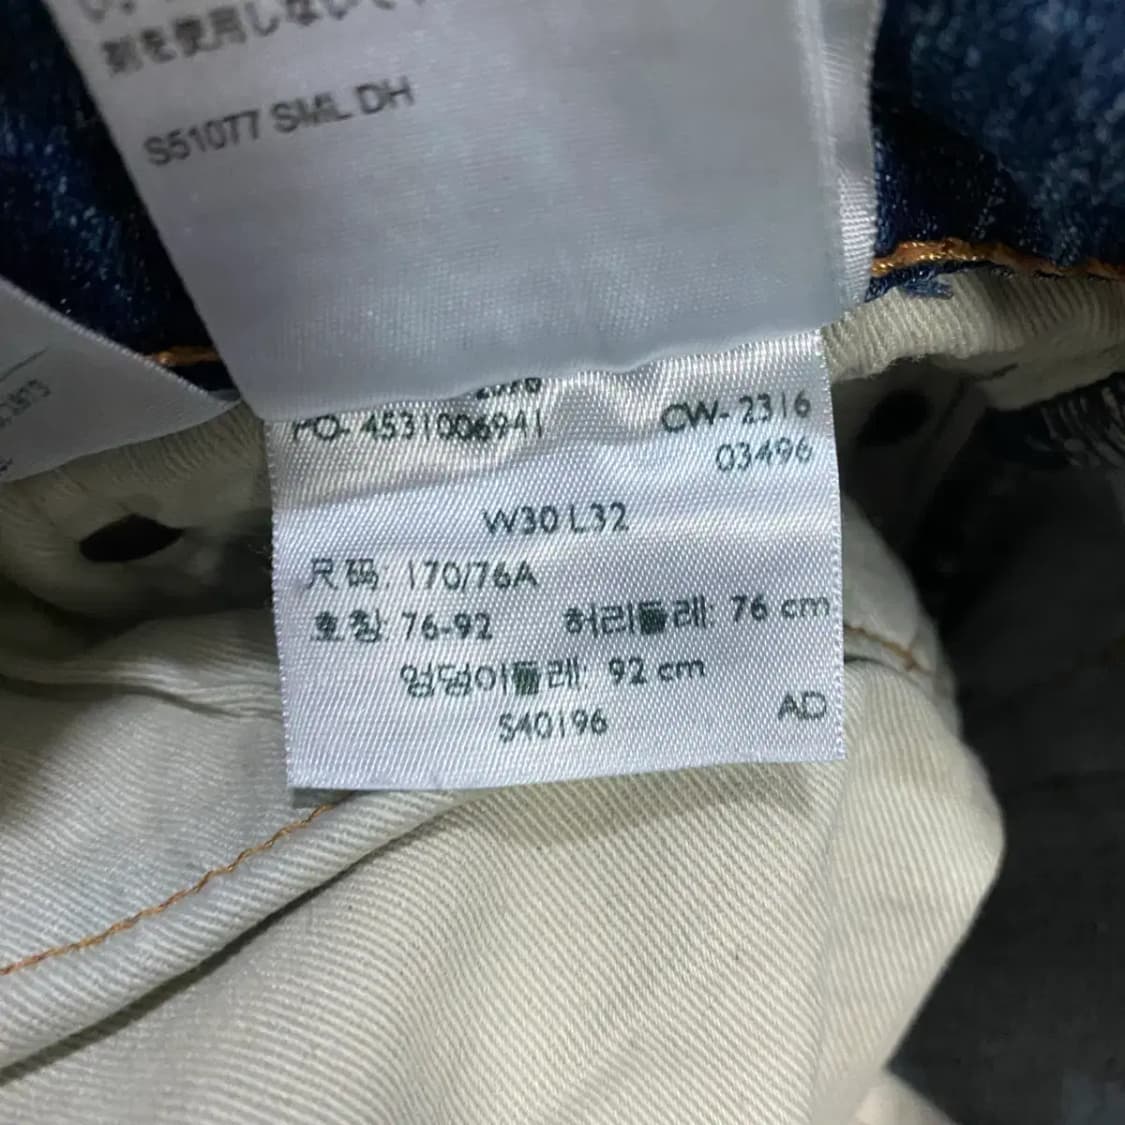 剤を使用しないで
S51077 SML DH
PO- 4531006941 CW- 2316
03496
W30 L32
尺码 170/76A
호칭 76-92 허리둘레: 76 cm
엉덩이둘레: 92 cm
S40196 AD